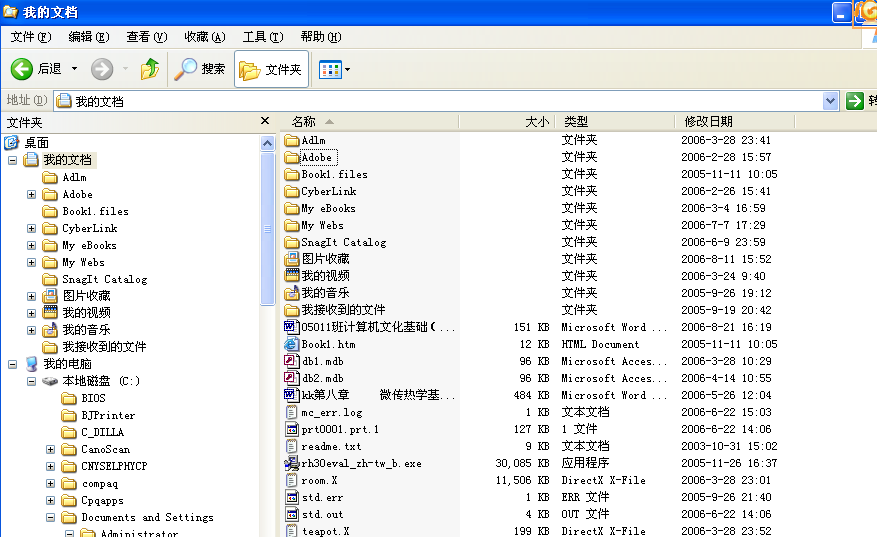 我的文档
文件(F) 编辑(E) 查看(V) 收藏(A) 工具(T) 帮助(H)
后退 搜索 文件夹
地址(D) 我的文档
文件夹
桌面
我的文档
Adlm
Adobe
Book1.files
CyberLink
My eBooks
My Webs
SnagIt Catalog
图片收藏
我的视频
我的音乐
我接收到的文件
我的电脑
本地磁盘 (C:)
BIOS
BJPrinter
C_DILLA
CanoScan
CNYSELPHYCP
compaq
Cpqapps
Documents and Settings
Administrator
名称 大小 类型 修改日期
Adlm 文件夹 2006-3-28 23:41
Adobe 文件夹 2006-2-28 15:57
Book1.files 文件夹 2005-11-11 10:05
CyberLink 文件夹 2006-2-26 15:41
My eBooks 文件夹 2006-3-4 16:59
My Webs 文件夹 2006-7-7 17:29
SnagIt Catalog 文件夹 2006-6-9 23:59
图片收藏 文件夹 2006-8-11 15:52
我的视频 文件夹 2006-3-24 9:40
我的音乐 文件夹 2005-9-26 19:12
我接收到的文件 文件夹 2005-9-19 20:42
05011班计算机文化基础(... 151 KB Microsoft Word ... 2006-8-21 16:19
Book1.htm 12 KB HTML Document 2005-11-11 10:05
db1.mdb 96 KB Microsoft Acces... 2006-3-28 10:29
db2.mdb 96 KB Microsoft Acces... 2006-4-14 10:55
kk第八章 微传热学基... 484 KB Microsoft Word ... 2006-5-26 12:04
mc_err.log 1 KB 文本文档 2006-6-22 15:03
prt0001.prt.1 127 KB 1 文件 2006-6-22 14:06
readme.txt 9 KB 文本文档 2003-10-31 15:02
rh30eval_zh-tw_b.exe 30,085 KB 应用程序 2005-11-26 16:37
room.X 11,506 KB DirectX X-File 2006-3-28 23:01
std.err 1 KB ERR 文件 2005-9-26 21:40
std.out 4 KB OUT 文件 2006-6-22 14:06
teapot.X 199 KB DirectX X-File 2006-3-28 23:52